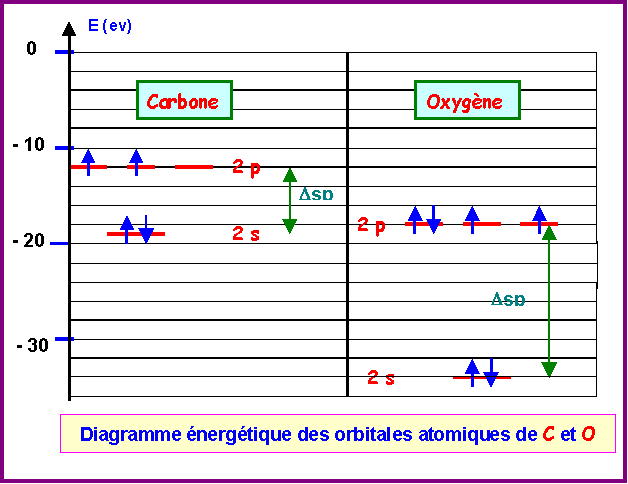 E (ev)
0
Carbone
Oxygène
- 10
2 p
Δsp
2 s
2 p
- 20
Δsp
- 30
2 s
Diagramme énergétique des orbitales atomiques de C et O